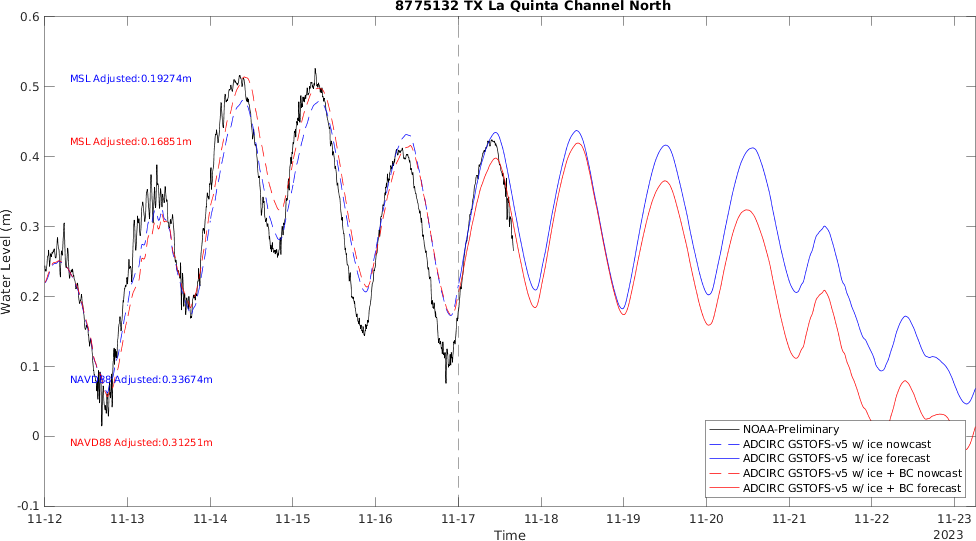 8775132 TX La Quinta Channel North
0.6
0.5
0.4
0.3
0.2
0.1
0
-0.1
Water Level (m)
MSL Adjusted:0.19274m
MSL Adjusted:0.16851m
NAVD88 Adjusted:0.33674m
NAVD88 Adjusted:0.31251m
NOAA-Preliminary
ADCIRC GSTOFS-v5 w/ ice nowcast
ADCIRC GSTOFS-v5 w/ ice forecast
ADCIRC GSTOFS-v5 w/ ice + BC nowcast
ADCIRC GSTOFS-v5 w/ ice + BC forecast
11-12 11-13 11-14 11-15 11-16 11-17 11-18 11-19 11-20 11-21 11-22 11-23
Time
2023